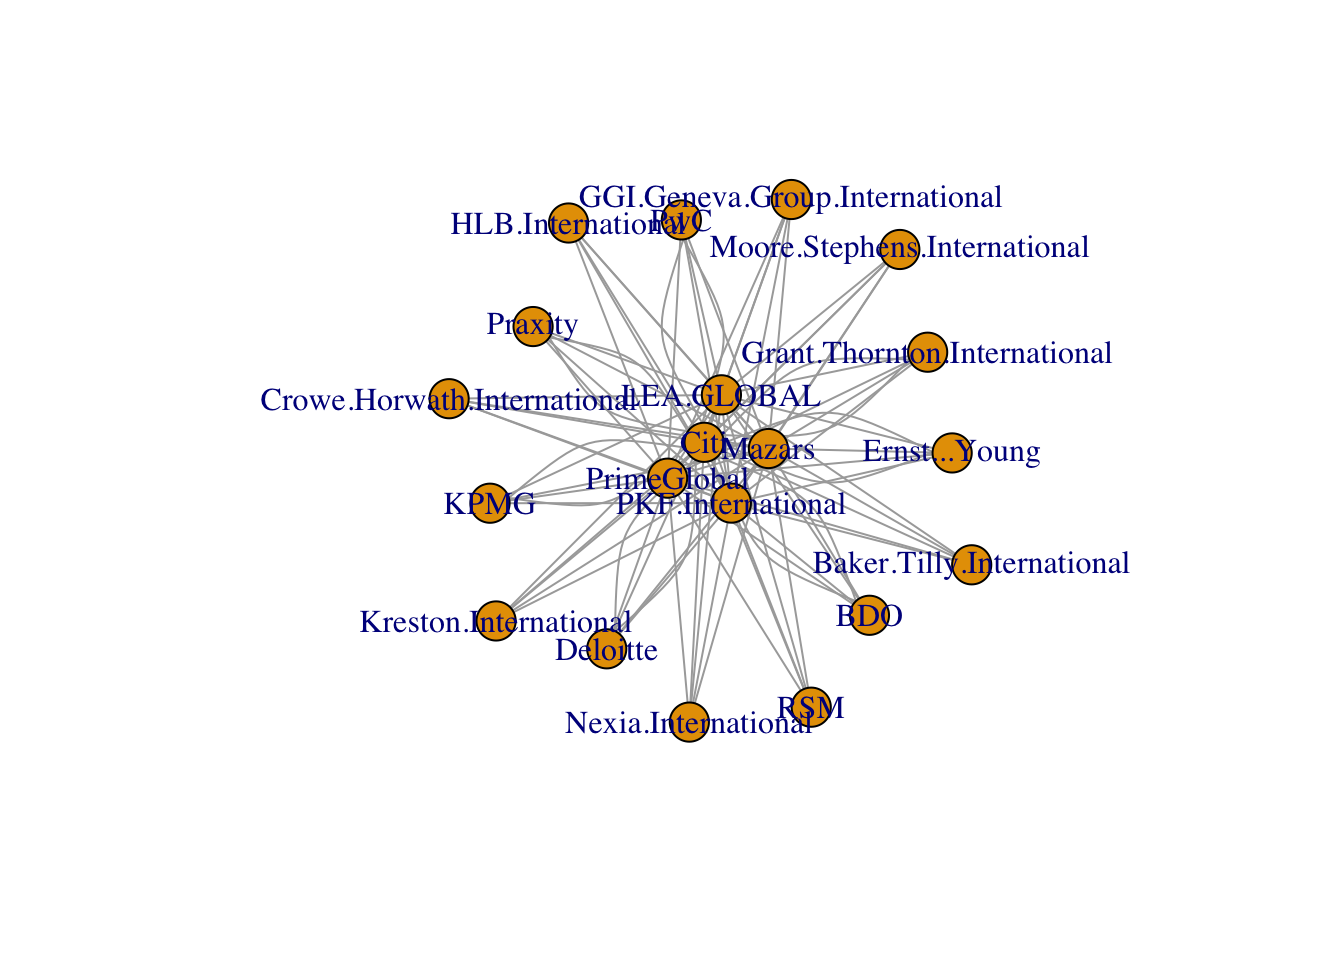 GGI.Geneva.Group.International
HLB.International
PwC
Moore.Stephens.International
Praxity
Grant.Thornton.International
Crowe.Horwath.International
LEA.GLOBAL
Citi
Mazars
Ernst...Young
PrimeGlobal
KPMG
PKF.International
Baker.Tilly.International
BDO
Kreston.International
Deloitte
RSM
Nexia.International